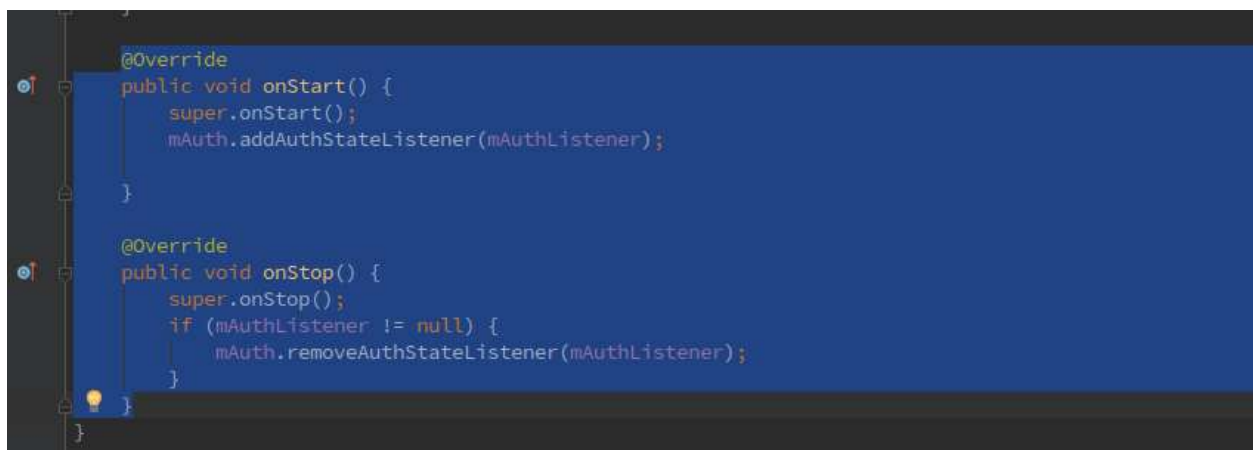 }
@Override
public void onStart() {
super.onStart();
mAuth.addAuthStateListener(mAuthListener);
}
@Override
public void onStop() {
super.onStop();
if (mAuthListener != null) {
mAuth.removeAuthStateListener(mAuthListener);
}
}
}